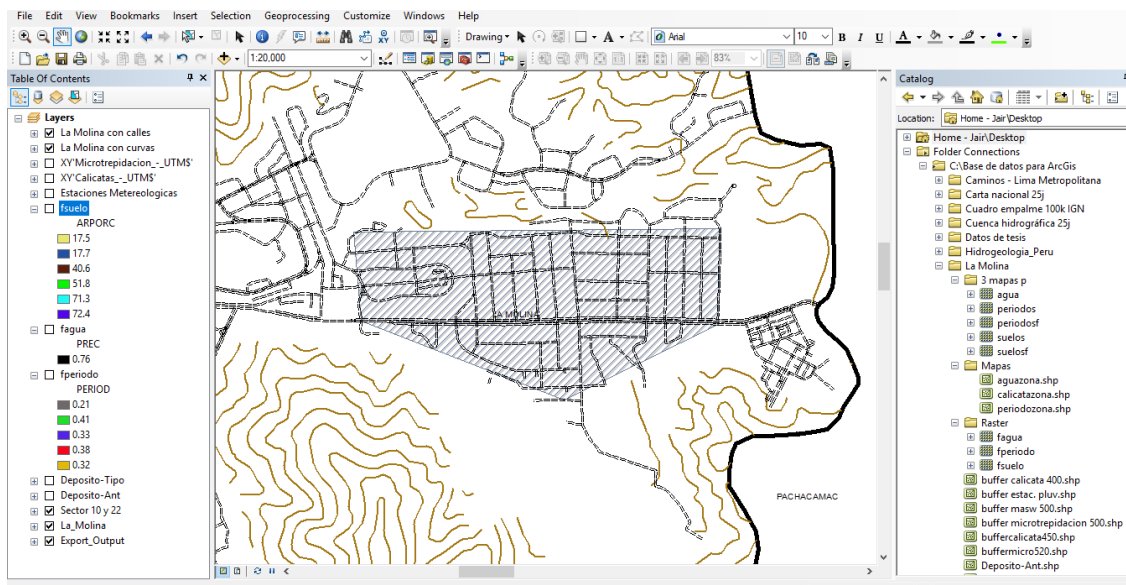 File Edit View Bookmarks Insert Selection Geoprocessing Customize Windows Help
Drawing
A
Arial
10
B I U A
1:20,000
83%
Table Of Contents
Layers
La Molina con calles
La Molina con curvas
XY'Microtrepidacion_-_UTM$'
XY'Calicatas_-_UTM$'
Estaciones Metereologicas
fsuelo
ARPORC
17.5
17.7
40.6
51.8
71.3
72.4
fagua
PREC
0.76
fperiodo
PERIOD
0.21
0.41
0.33
0.38
0.32
Deposito-Tipo
Deposito-Ant
Sector 10 y 22
La_Molina
Export_Output
LA MOLINA
PACHACAMAC
Catalog
Location: Home - Jair\Desktop
Home - Jair\Desktop
Folder Connections
C:\Base de datos para ArcGis
Caminos - Lima Metropolitana
Carta nacional 25j
Cuadro empalme 100k IGN
Cuenca hidrográfica 25j
Datos de tesis
Hidrogeologia_Peru
La Molina
3 mapas p
agua
periodos
periodosf
suelos
suelosf
Mapas
aguazona.shp
calicatazona.shp
periodozona.shp
Raster
fagua
fperiodo
fsuelo
buffer calicata 400.shp
buffer estac. pluv.shp
buffer masw 500.shp
buffer microtrepidacion 500.shp
buffercalicata450.shp
buffermicro520.shp
Deposito-Ant.shp